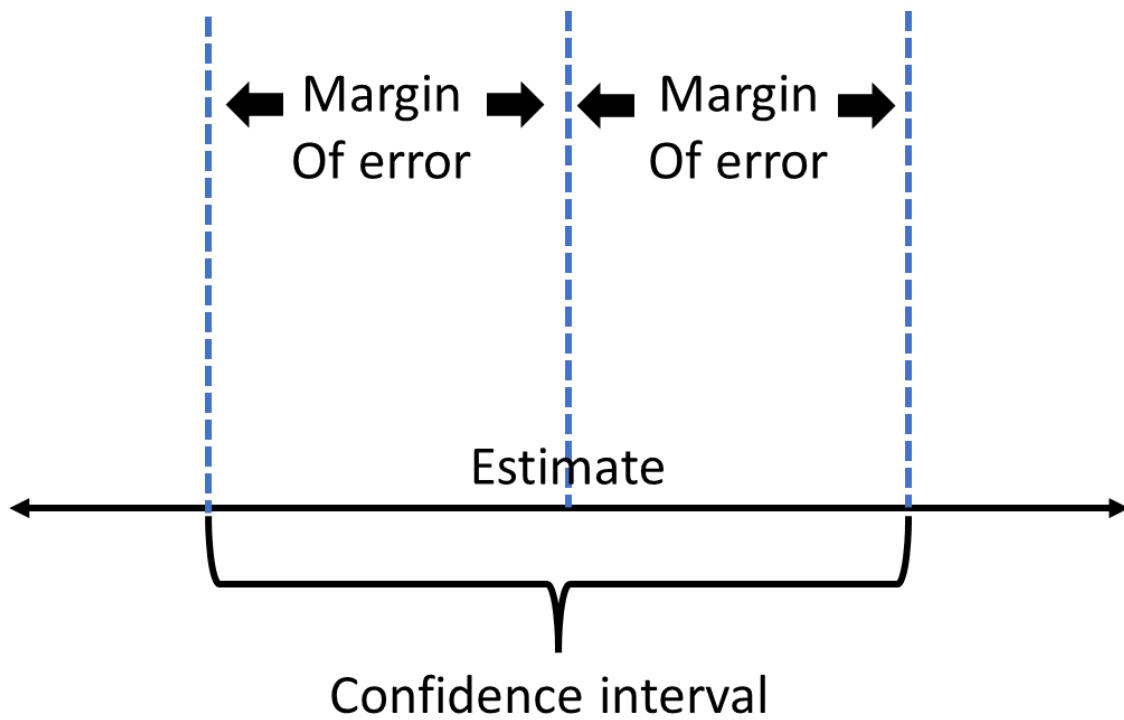 Margin Of error
Margin Of error
Estimate
Confidence interval